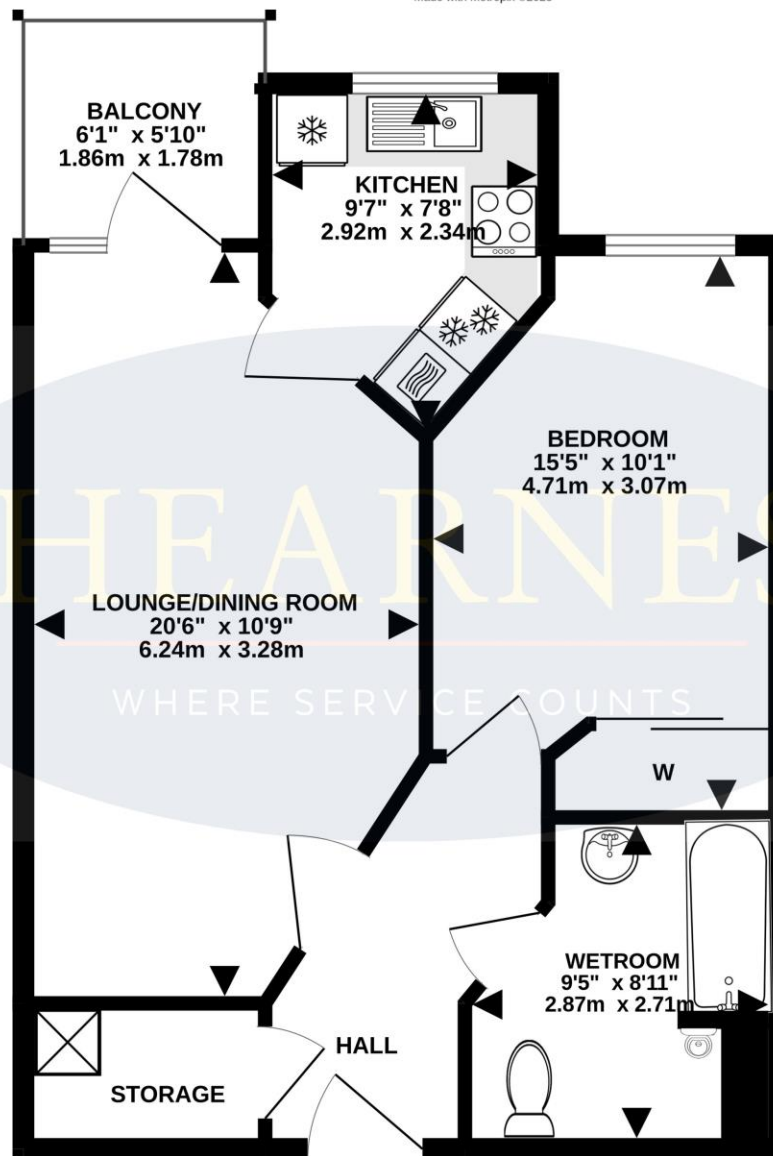 BALCONY
6'1" x 5'10"
1.86m x 1.78m
KITCHEN
9'7" x 7'8"
2.92m x 2.34m
BEDROOM
15'5" x 10'1"
4.71m x 3.07m
HEARNES
LOUNGE/DINING ROOM
20'6" x 10'9"
6.24m x 3.28m
WHERE SERVICE COUNTS
W
WETROOM
9'5" x 8'11"
2.87m x 2.71m
HALL
STORAGE